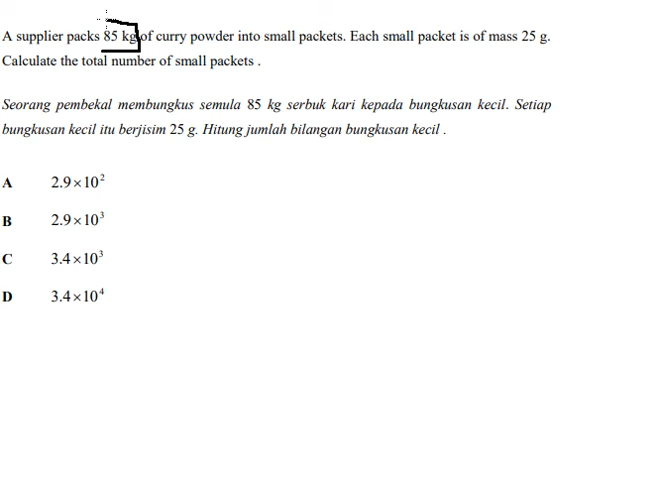 A supplier packs 85 kg of curry powder into small packets. Each small packet is of mass 25 g.
Calculate the total number of small packets .
Seorang pembekal membungkus semula 85 kg serbuk kari kepada bungkusan kecil. Setiap
bungkusan kecil itu berjisim 25 g. Hitung jumlah bilangan bungkusan kecil .
A 2.9×10²
B 2.9×10³
C 3.4×10³
D 3.4×10⁴